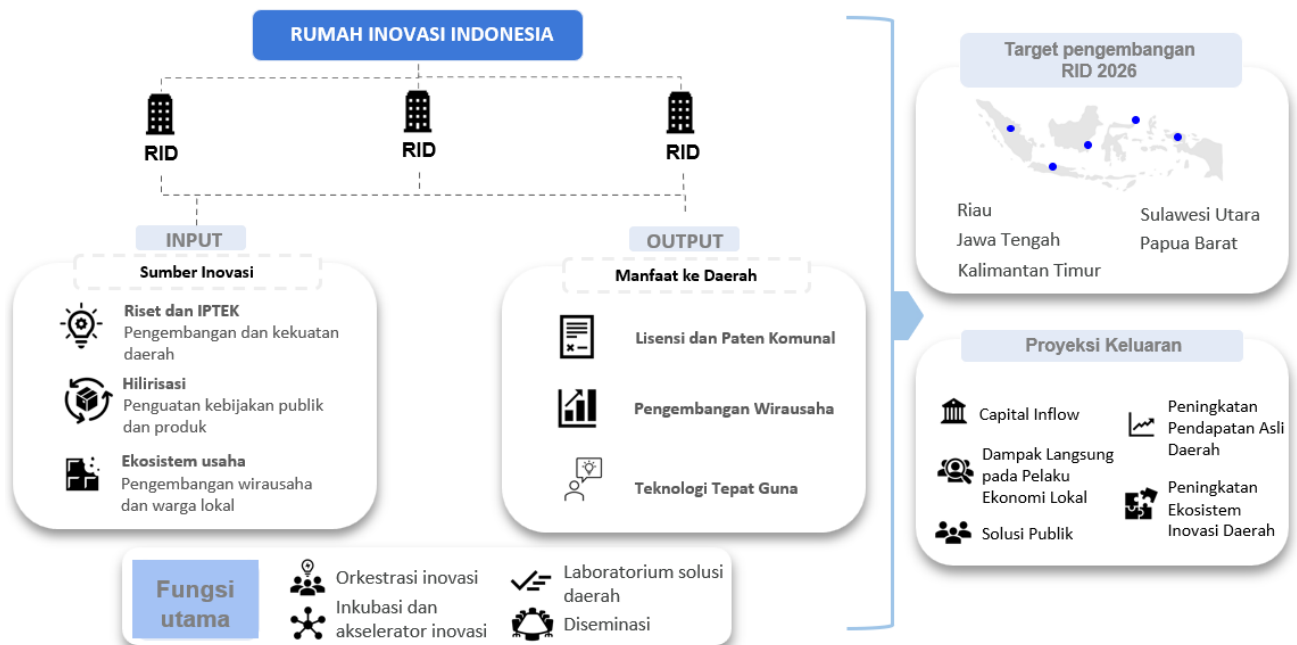 RUMAH INOVASI INDONESIA
RID
RID
RID
INPUT
Sumber Inovasi
Riset dan IPTEK
Pengembangan dan kekuatan
daerah
Hilirisasi
Penguatan kebijakan publik
dan produk
Ekosistem usaha
Pengembangan wirausaha
dan warga lokal
OUTPUT
Manfaat ke Daerah
Lisensi dan Paten Komunal
Pengembangan Wirausaha
Teknologi Tepat Guna
Fungsi
utama
Orkestrasi inovasi
Inkubasi dan
akselerator inovasi
Laboratorium solusi
daerah
Diseminasi
Target pengembangan
RID 2026
Riau
Jawa Tengah
Kalimantan Timur
Sulawesi Utara
Papua Barat
Proyeksi Keluaran
Capital Inflow
Dampak Langsung
pada Pelaku
Ekonomi Lokal
Solusi Publik
Peningkatan
Pendapatan Asli
Daerah
Peningkatan
Ekosistem
Inovasi Daerah